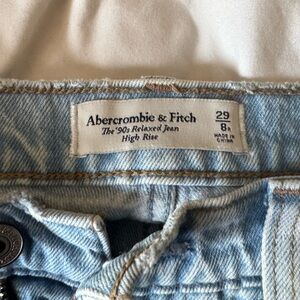 Abercrombie & Fitch
The '90s Relaxed Jean
High Rise
29
8R
MADE IN
CHINA